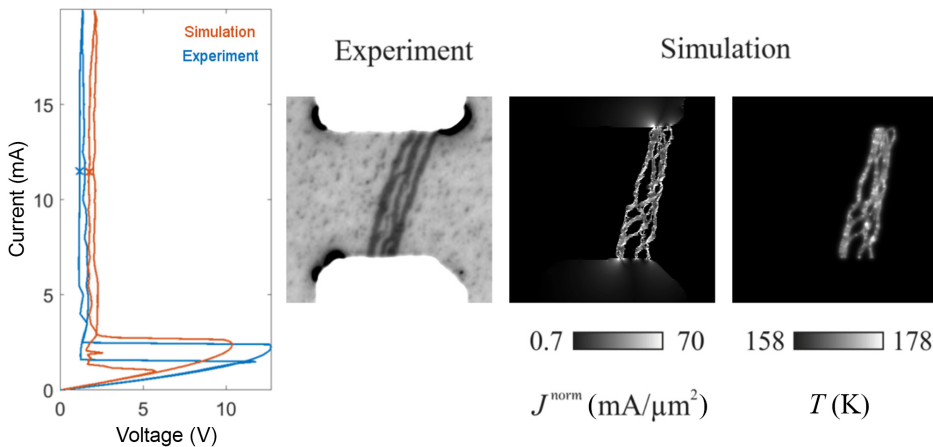 Simulation
Experiment
15
10
5
0
Current (mA)
0
5
10
Voltage (V)
Experiment
Simulation
0.7
70
J^norm (mA/μm²)
158
178
T (K)